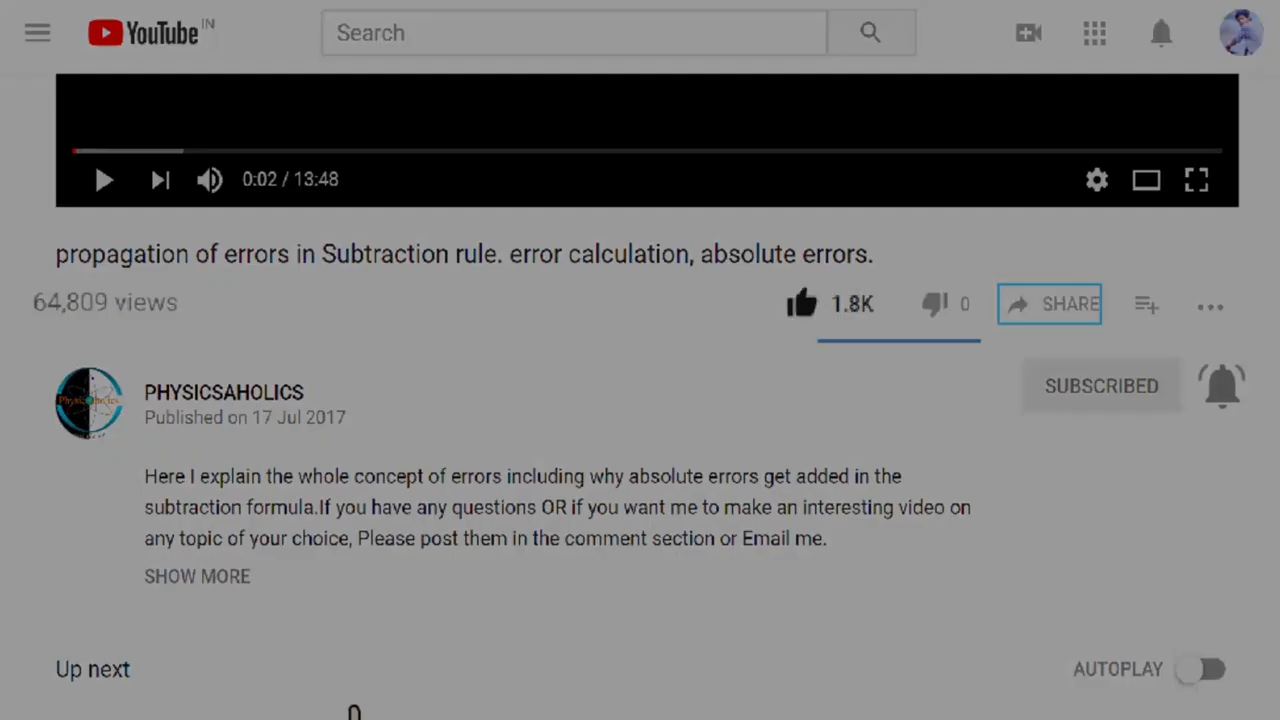 YouTube IN
Search
0:02 / 13:48
propagation of errors in Subtraction rule. error calculation, absolute errors.
64,809 views
1.8K
0
SHARE
PHYSICSAHOLICS
Published on 17 Jul 2017
SUBSCRIBED
Here I explain the whole concept of errors including why absolute errors get added in the
subtraction formula.If you have any questions OR if you want me to make an interesting video on
any topic of your choice, Please post them in the comment section or Email me.
SHOW MORE
Up next
AUTOPLAY